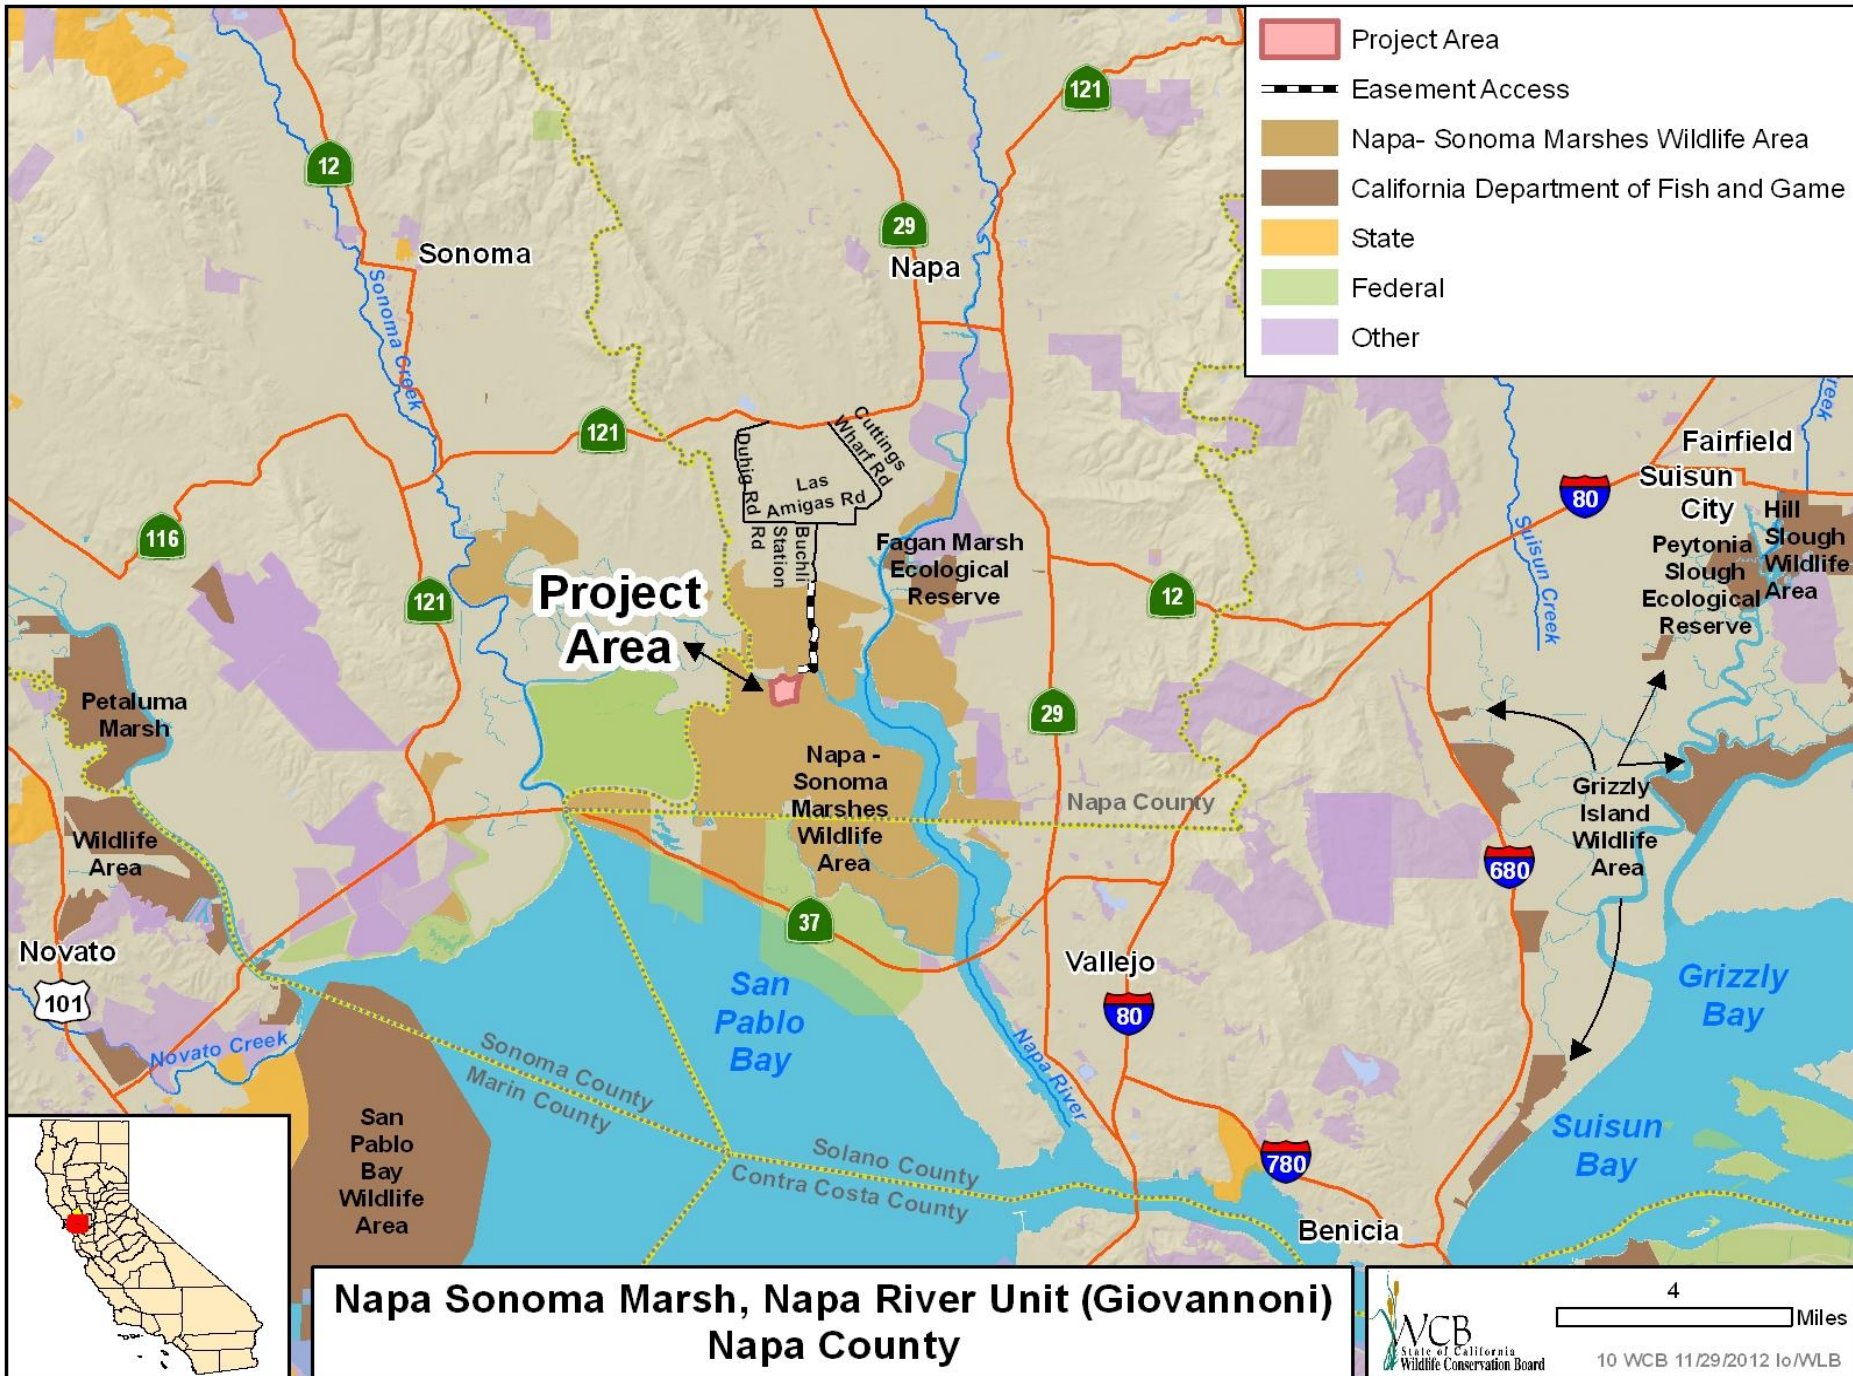 Project Area
Easement Access
Napa- Sonoma Marshes Wildlife Area
California Department of Fish and Game
State
Federal
Other
121
12
29
Sonoma
Napa
Sonoma Creek
121
Cuttings
Wharf Rd
Duhig Rd
Las
Amigas Rd
Buchli
Station
Rd
116
121
Project
Area
Fagan Marsh
Ecological
Reserve
12
80
Fairfield
Suisun
City
Creek
Suisun Creek
Hill
Slough
Wildlife
Area
Peytonia
Slough
Ecological
Reserve
Petaluma
Marsh
Wildlife
Area
29
Napa -
Sonoma
Marshes
Wildlife
Area
Napa County
Grizzly
Island
Wildlife
Area
680
37
Novato
101
Novato Creek
San
Pablo
Bay
Vallejo
80
Napa River
Grizzly
Bay
Sonoma County
Marin County
Solano County
Contra Costa County
San
Pablo
Bay
Wildlife
Area
780
Suisun
Bay
Benicia
Napa Sonoma Marsh, Napa River Unit (Giovannoni)
Napa County
WCB
State of California
Wildlife Conservation Board
4
Miles
10 WCB 11/29/2012 lo/WLB